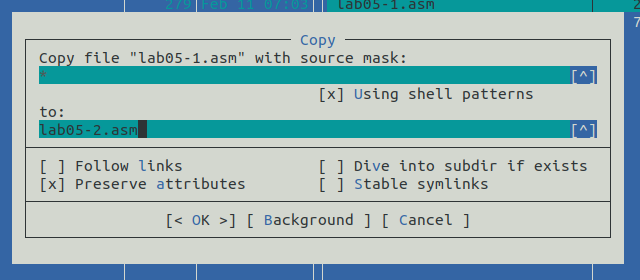 279 Feb 11 07:03 lab05-1.asm 2
7
Copy
Copy file "lab05-1.asm" with source mask:
* [^]
[x] Using shell patterns
to:
lab05-2.asm [^]
[ ] Follow links [ ] Dive into subdir if exists
[x] Preserve attributes [ ] Stable symlinks
[< OK >] [ Background ] [ Cancel ]